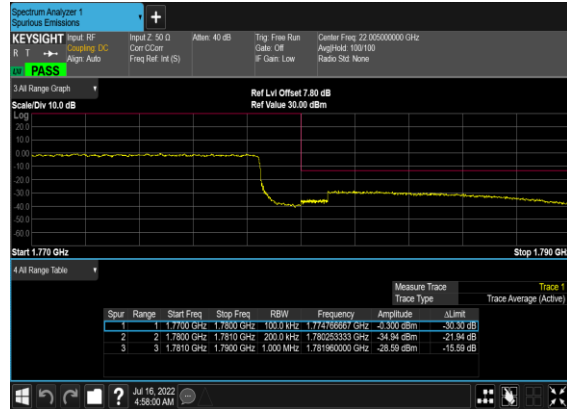 Spectrum Analyzer 1
Spurious Emissions
KEYSIGHT Input: RF Input Z: 50 Ω Atten: 40 dB Trig: Free Run Center Freq: 22.005000000 GHz
R T Coupling: DC Corr CCorr Gate: Off Avg|Hold: 100/100
Align: Auto Freq Ref: Int (S) IF Gain: Low Radio Std: None
PASS
3 All Range Graph
Ref Lvl Offset 7.80 dB
Scale/Div 10.0 dB Ref Value 30.00 dBm
Log
20.0
10.0
0.00
-10.0
-20.0
-30.0
-40.0
-50.0
-60.0
Start 1.770 GHz Stop 1.790 GH
4 All Range Table
Measure Trace Trace 1
Trace Type Trace Average (Active)
Spur Range Start Freq Stop Freq RBW Frequency Amplitude ΔLimit
1 1 1.7700 GHz 1.7800 GHz 100.0 kHz 1.774766667 GHz -0.300 dBm -30.30 dB
2 2 1.7800 GHz 1.7810 GHz 200.0 kHz 1.780253333 GHz -34.94 dBm -21.94 dB
3 3 1.7810 GHz 1.7900 GHz 1.000 MHz 1.781960000 GHz -28.59 dBm -15.59 dB
? Jul 16, 2022
4:58:00 AM